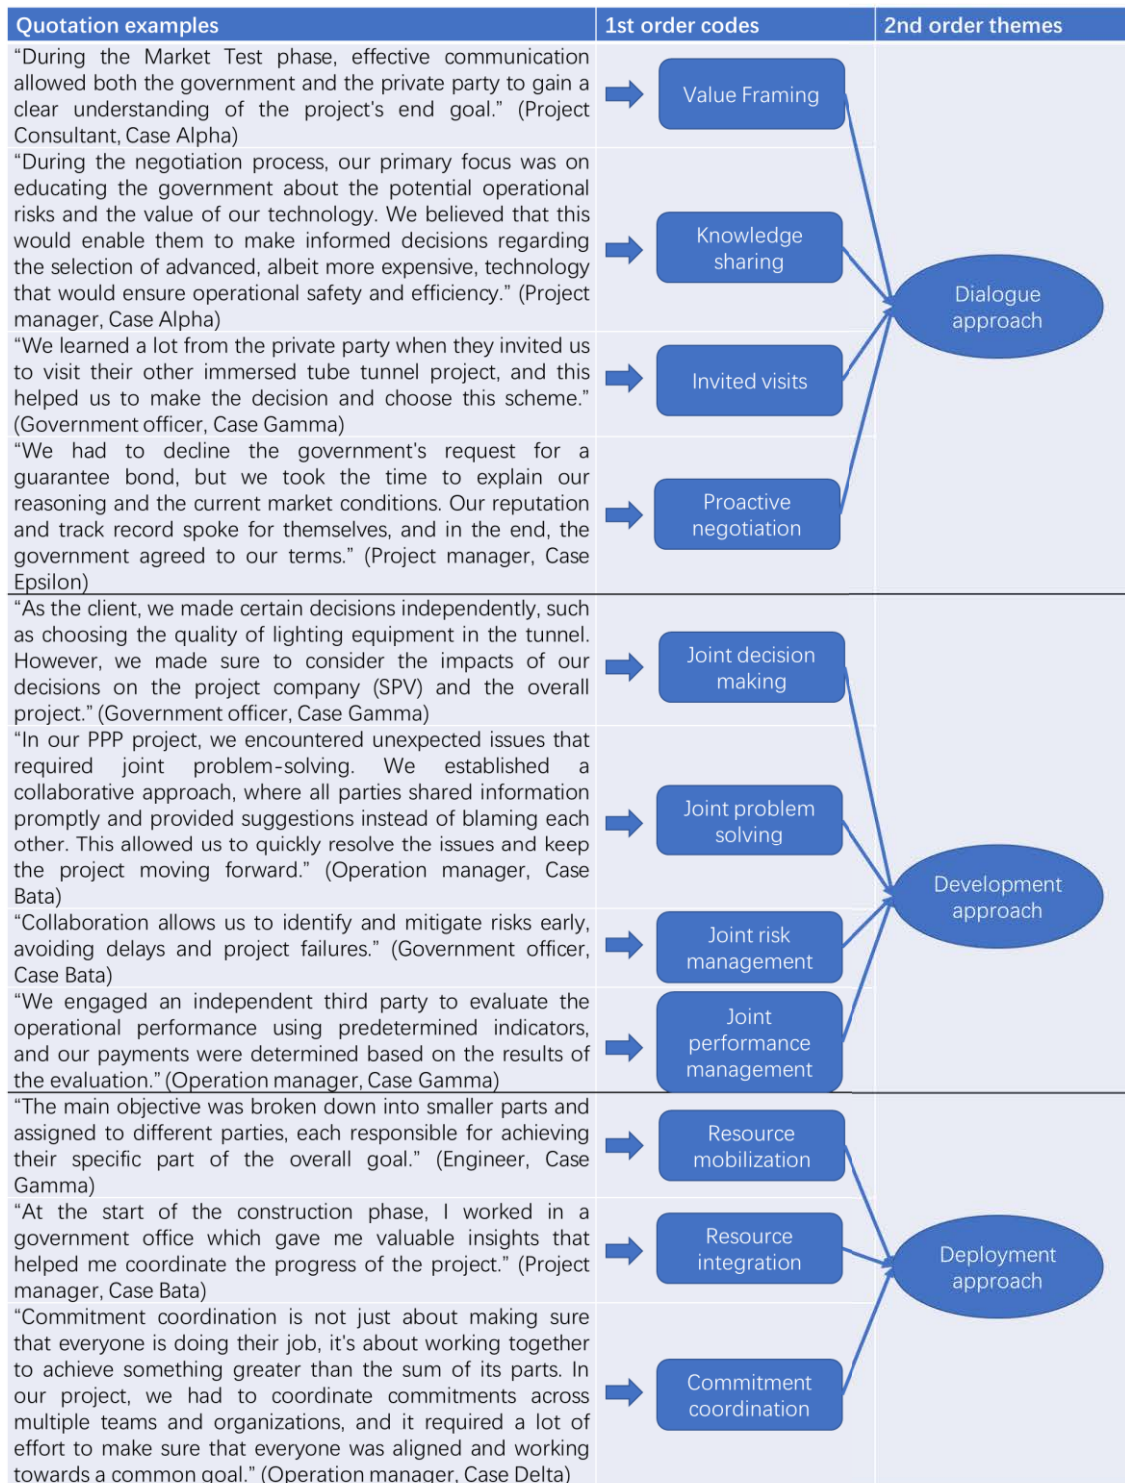 Quotation examples
1st order codes
2nd order themes
“During the Market Test phase, effective communication
allowed both the government and the private party to gain a
clear understanding of the project's end goal.” (Project
Consultant, Case Alpha)
Value Framing
“During the negotiation process, our primary focus was on
educating the government about the potential operational
risks and the value of our technology. We believed that this
would enable them to make informed decisions regarding
the selection of advanced, albeit more expensive, technology
that would ensure operational safety and efficiency.” (Project
manager, Case Alpha)
Knowledge
sharing
“We learned a lot from the private party when they invited us
to visit their other immersed tube tunnel project, and this
helped us to make the decision and choose this scheme.”
(Government officer, Case Gamma)
Invited visits
“We had to decline the government's request for a
guarantee bond, but we took the time to explain our
reasoning and the current market conditions. Our reputation
and track record spoke for themselves, and in the end, the
government agreed to our terms.” (Project manager, Case
Epsilon)
Proactive
negotiation
Dialogue
approach
“As the client, we made certain decisions independently, such
as choosing the quality of lighting equipment in the tunnel.
However, we made sure to consider the impacts of our
decisions on the project company (SPV) and the overall
project.” (Government officer, Case Gamma)
Joint decision
making
“In our PPP project, we encountered unexpected issues that
required joint problem-solving. We established a
collaborative approach, where all parties shared information
promptly and provided suggestions instead of blaming each
other. This allowed us to quickly resolve the issues and keep
the project moving forward.” (Operation manager, Case
Bata)
Joint problem
solving
“Collaboration allows us to identify and mitigate risks early,
avoiding delays and project failures.” (Government officer,
Case Bata)
Joint risk
management
“We engaged an independent third party to evaluate the
operational performance using predetermined indicators,
and our payments were determined based on the results of
the evaluation.” (Operation manager, Case Gamma)
Joint
performance
management
Development
approach
“The main objective was broken down into smaller parts and
assigned to different parties, each responsible for achieving
their specific part of the overall goal.” (Engineer, Case
Gamma)
Resource
mobilization
“At the start of the construction phase, I worked in a
government office which gave me valuable insights that
helped me coordinate the progress of the project.” (Project
manager, Case Bata)
Resource
integration
“Commitment coordination is not just about making sure
that everyone is doing their job, it's about working together
to achieve something greater than the sum of its parts. In
our project, we had to coordinate commitments across
multiple teams and organizations, and it required a lot of
effort to make sure that everyone was aligned and working
towards a common goal.” (Operation manager, Case Delta)
Commitment
coordination
Deployment
approach